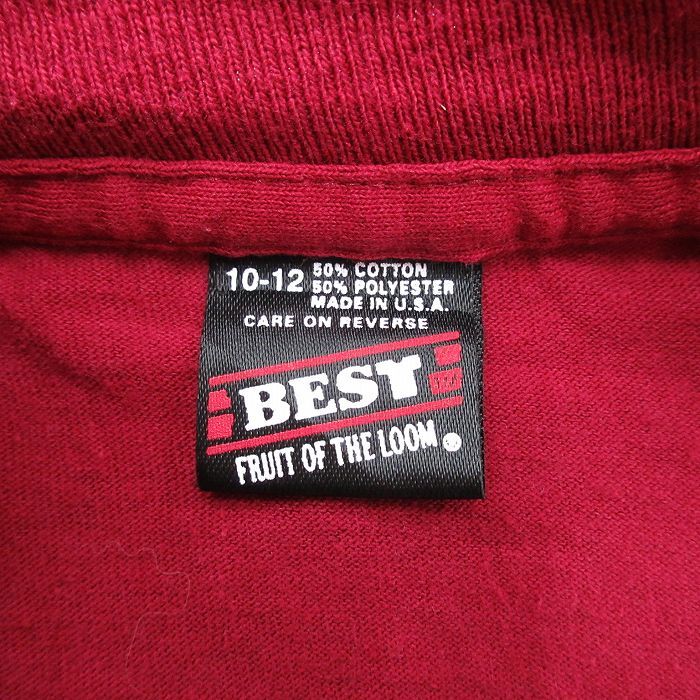 10-12
50% COTTON
50% POLYESTER
MADE IN U.S.A.
CARE ON REVERSE
BEST
FRUIT OF THE LOOM®